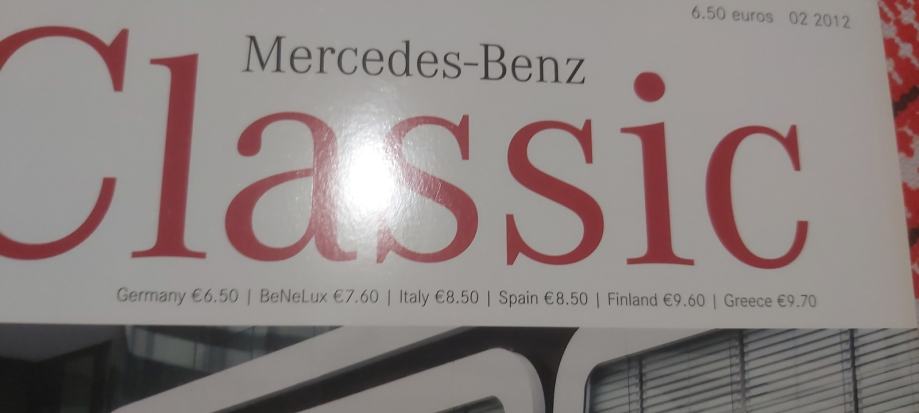 6.50 euros 02 2012
Mercedes-Benz
Classic
Germany €6.50 | BeNeLux €7.60 | Italy €8.50 | Spain €8.50 | Finland €9.60 | Greece €9.70